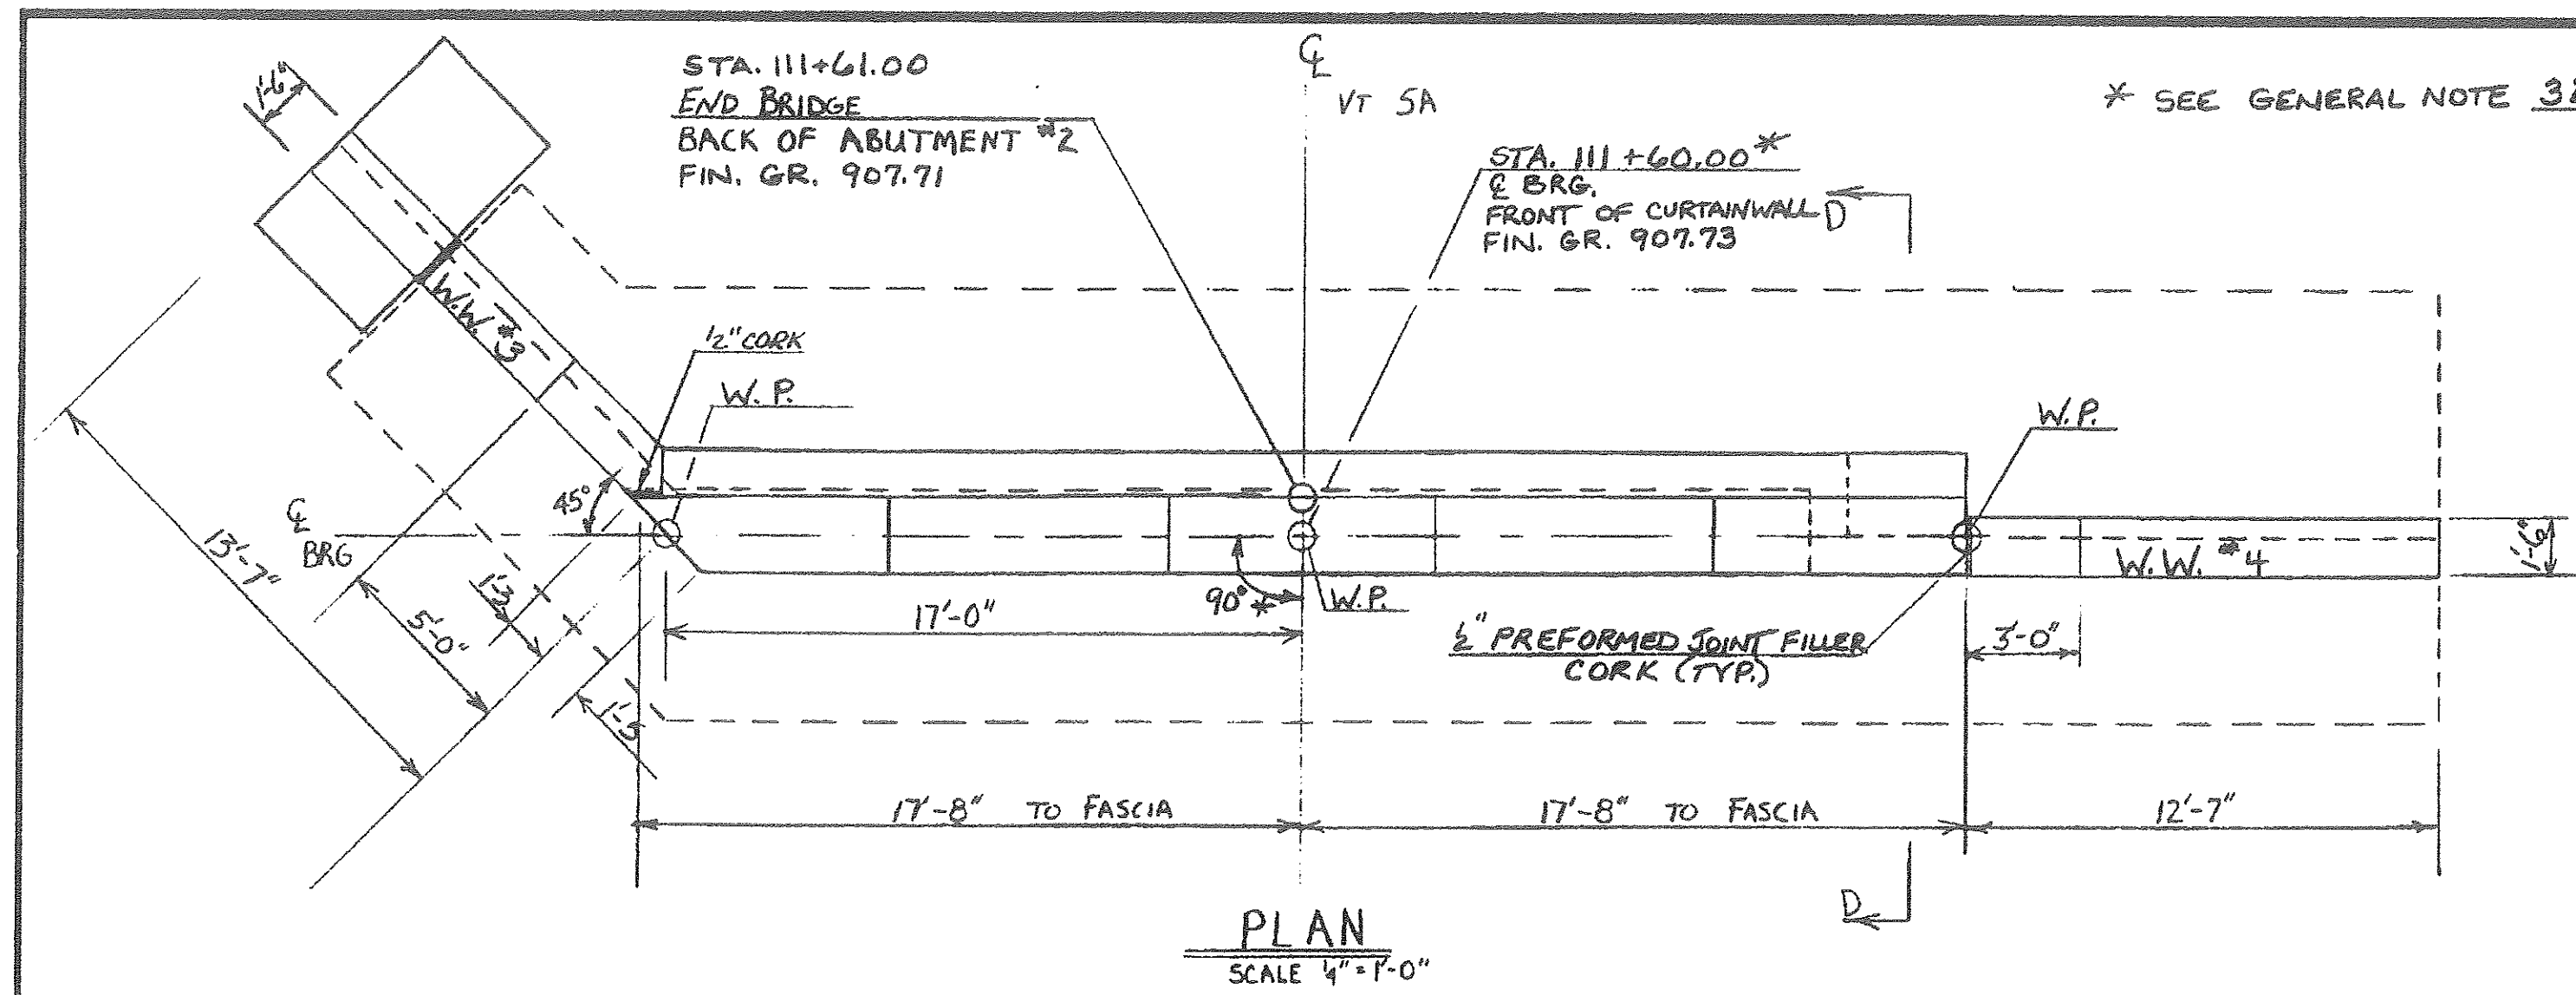 1'-6"
STA. 111+61.00
END BRIDGE
BACK OF ABUTMENT #2
FIN. GR. 907.71
℄
VT 5A
* SEE GENERAL NOTE
STA. 111+60.00*
℄ BRG.
FRONT OF CURTAINWALL
FIN. GR. 907.73
D
W.W. #3
1/2" CORK
W.P.
W.P.
45°
℄
BRG
13'-7"
1'-3
5'-0"
1'-3
17'-0"
90°*
W.P.
W.W. #4
1'-6"
1/2" PREFORMED JOINT FILLER
CORK (TYP.)
3'-0"
17'-8" TO FASCIA
17'-8" TO FASCIA
12'-7"
D
PLAN
SCALE 1/4" = 1'-0"